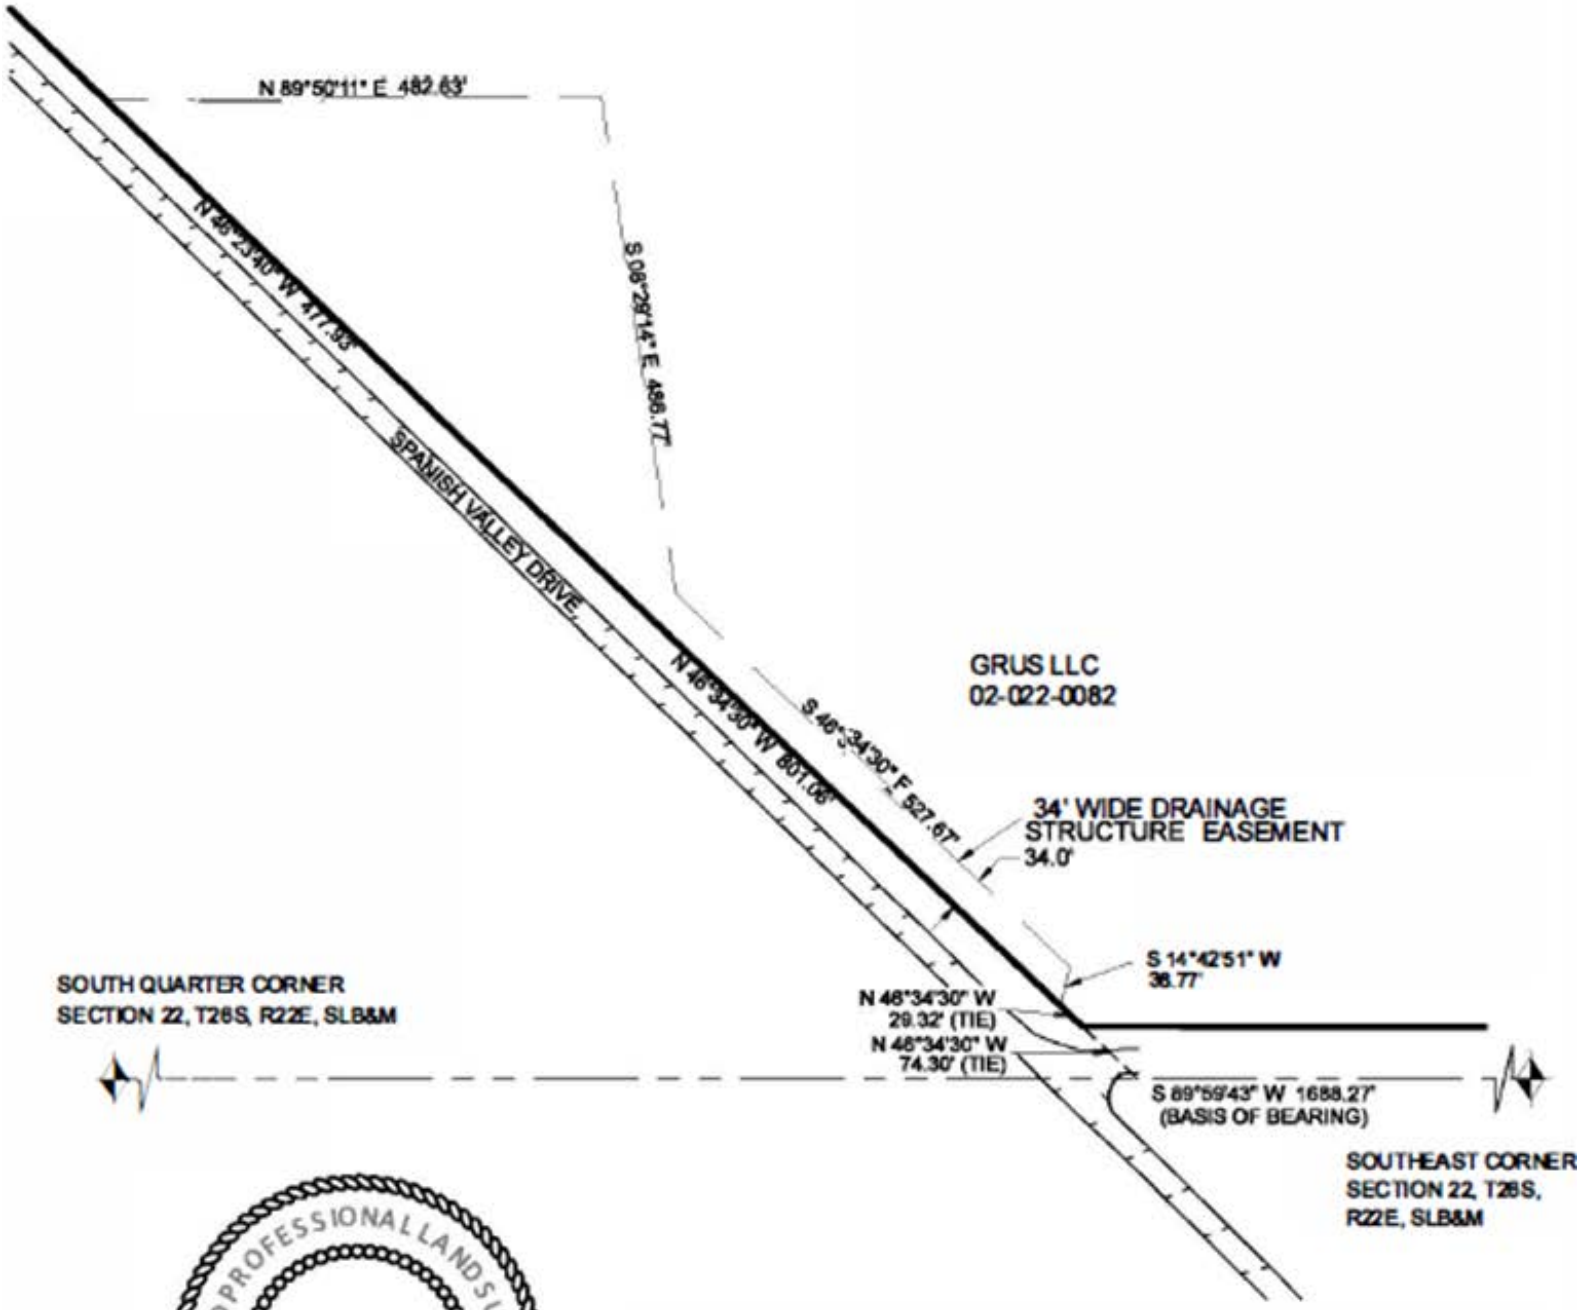 N 89°50'11" E 482.63'
N 46°23'40" W 477.93'
S 08°29'14" E 486.77'
SPANISH VALLEY DRIVE
N 46°34'30" W 801.06'
S 46°34'30" E 527.67'
GRUS LLC
02-022-0082
34' WIDE DRAINAGE
STRUCTURE EASEMENT
34.0'
S 14°42'51" W
36.77'
SOUTH QUARTER CORNER
SECTION 22, T26S, R22E, SLB&M
N 46°34'30" W
29.32' (TIE)
N 46°34'30" W
74.30' (TIE)
S 89°59'43" W 1688.27'
(BASIS OF BEARING)
SOUTHEAST CORNER
SECTION 22, T26S,
R22E, SLB&M
PROFESSIONAL LAND